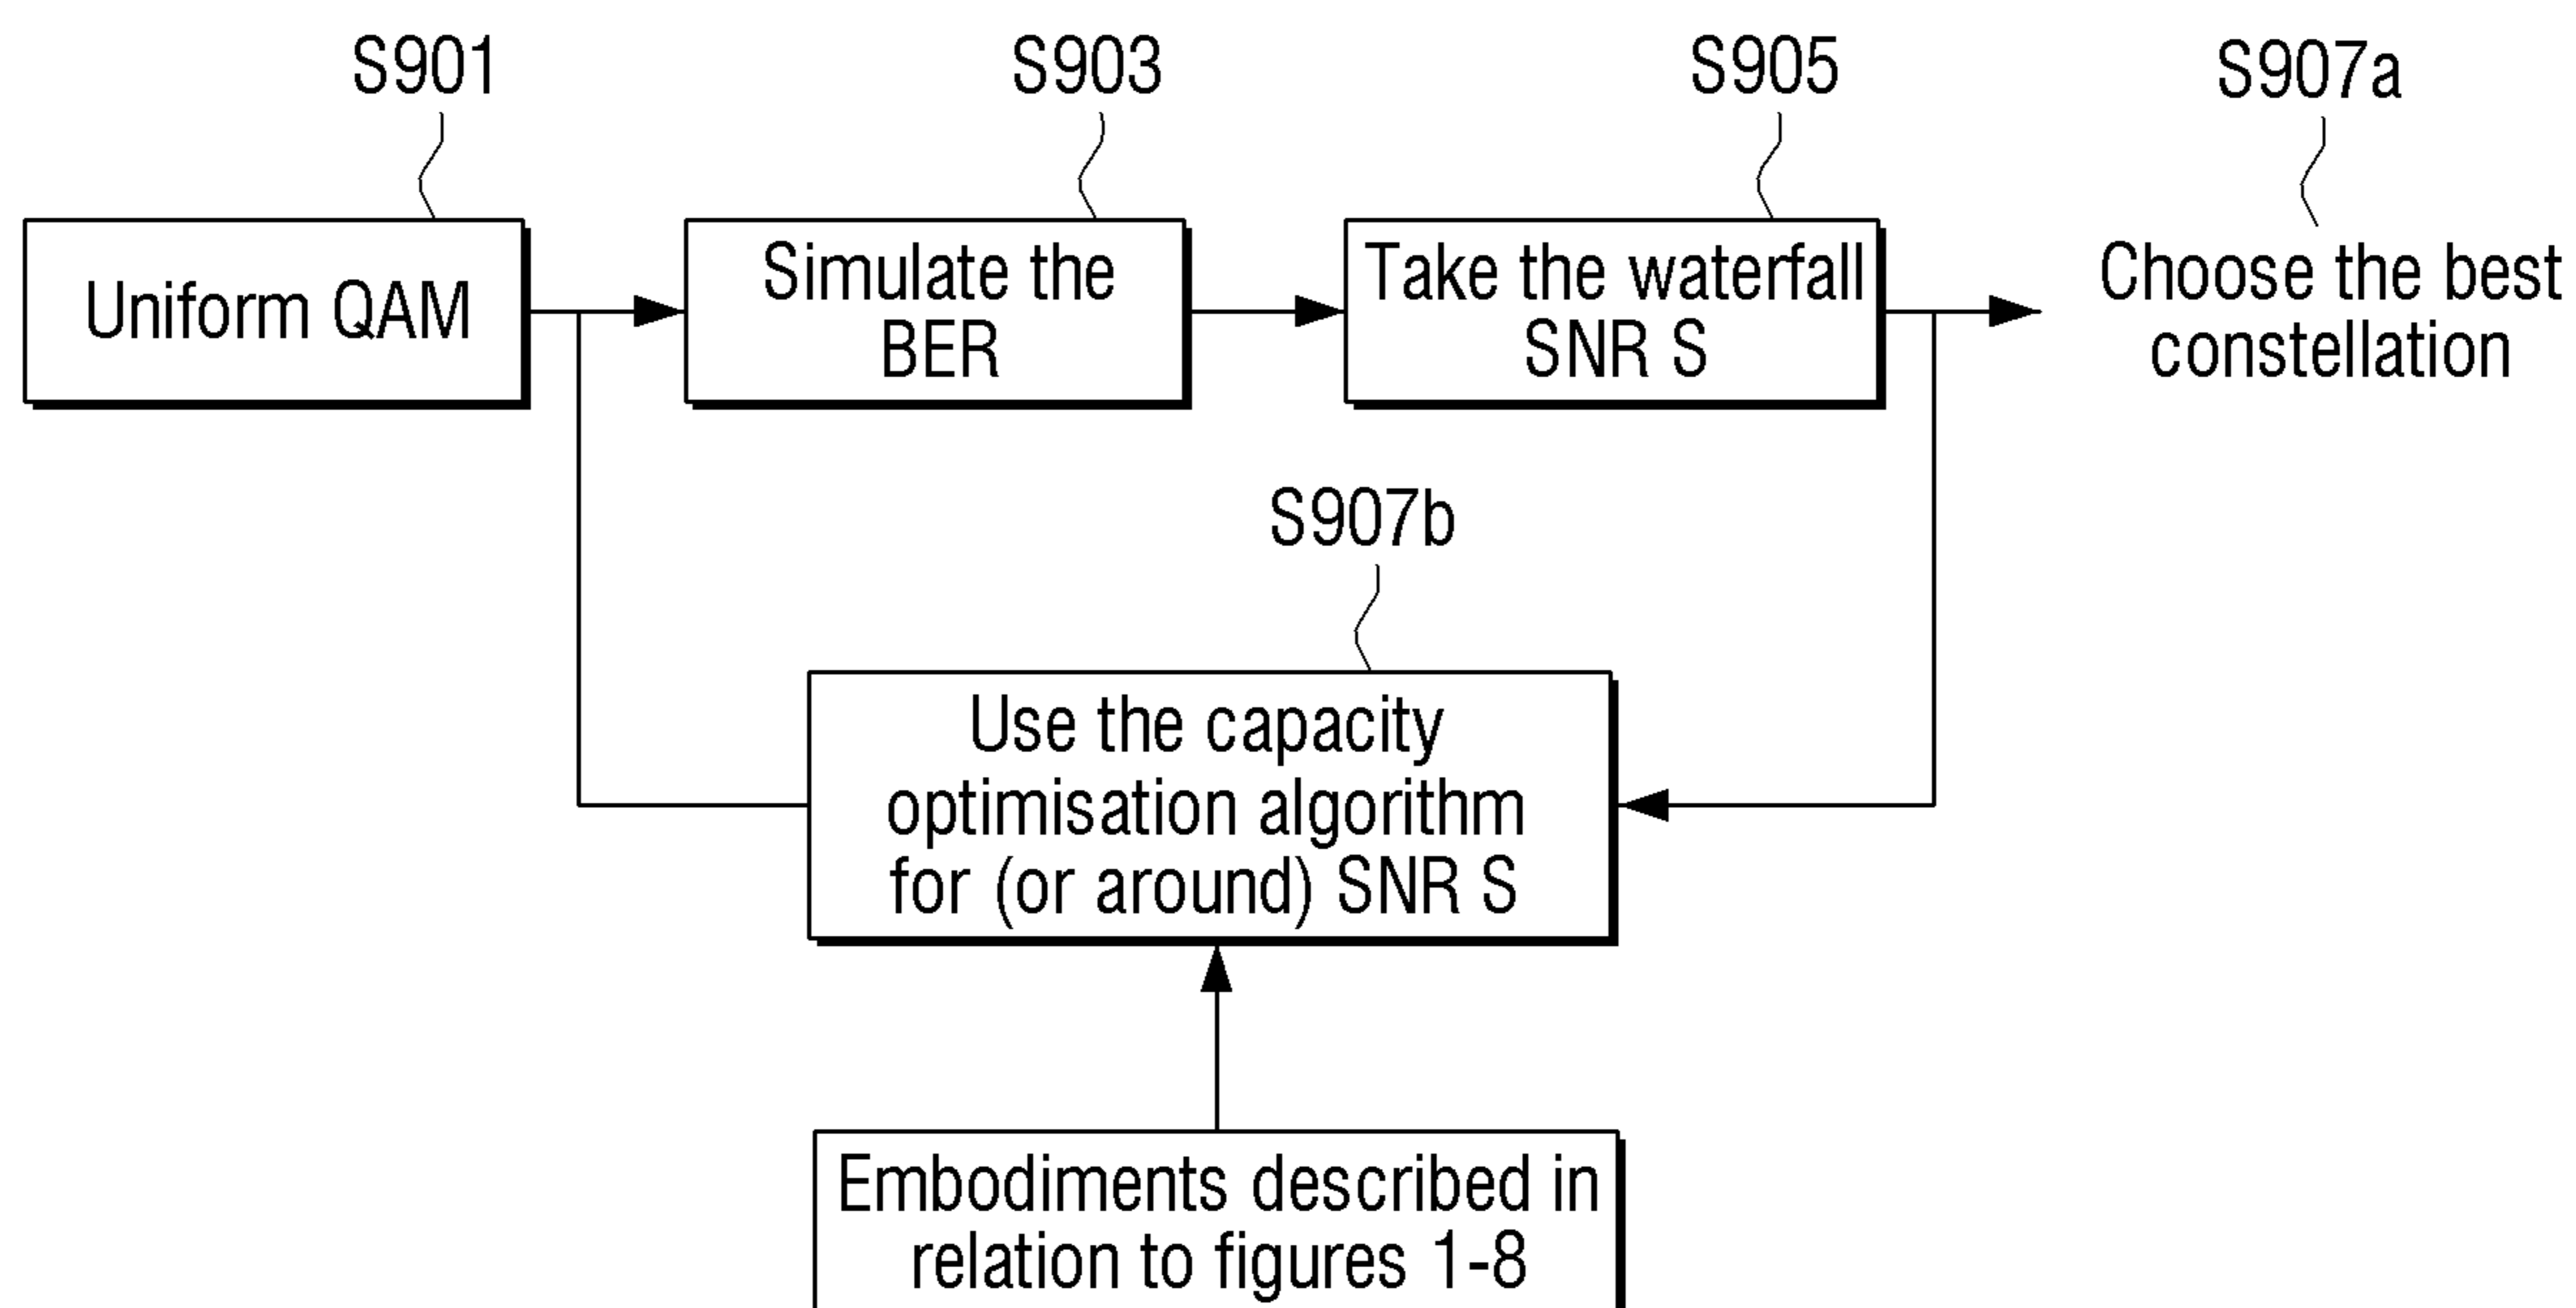 S901
S903
S905
S907a
Uniform QAM
Simulate the
BER
Take the waterfall
SNR S
Choose the best
constellation
S907b
Use the capacity
optimisation algorithm
for (or around) SNR S
Embodiments described in
relation to figures 1-8